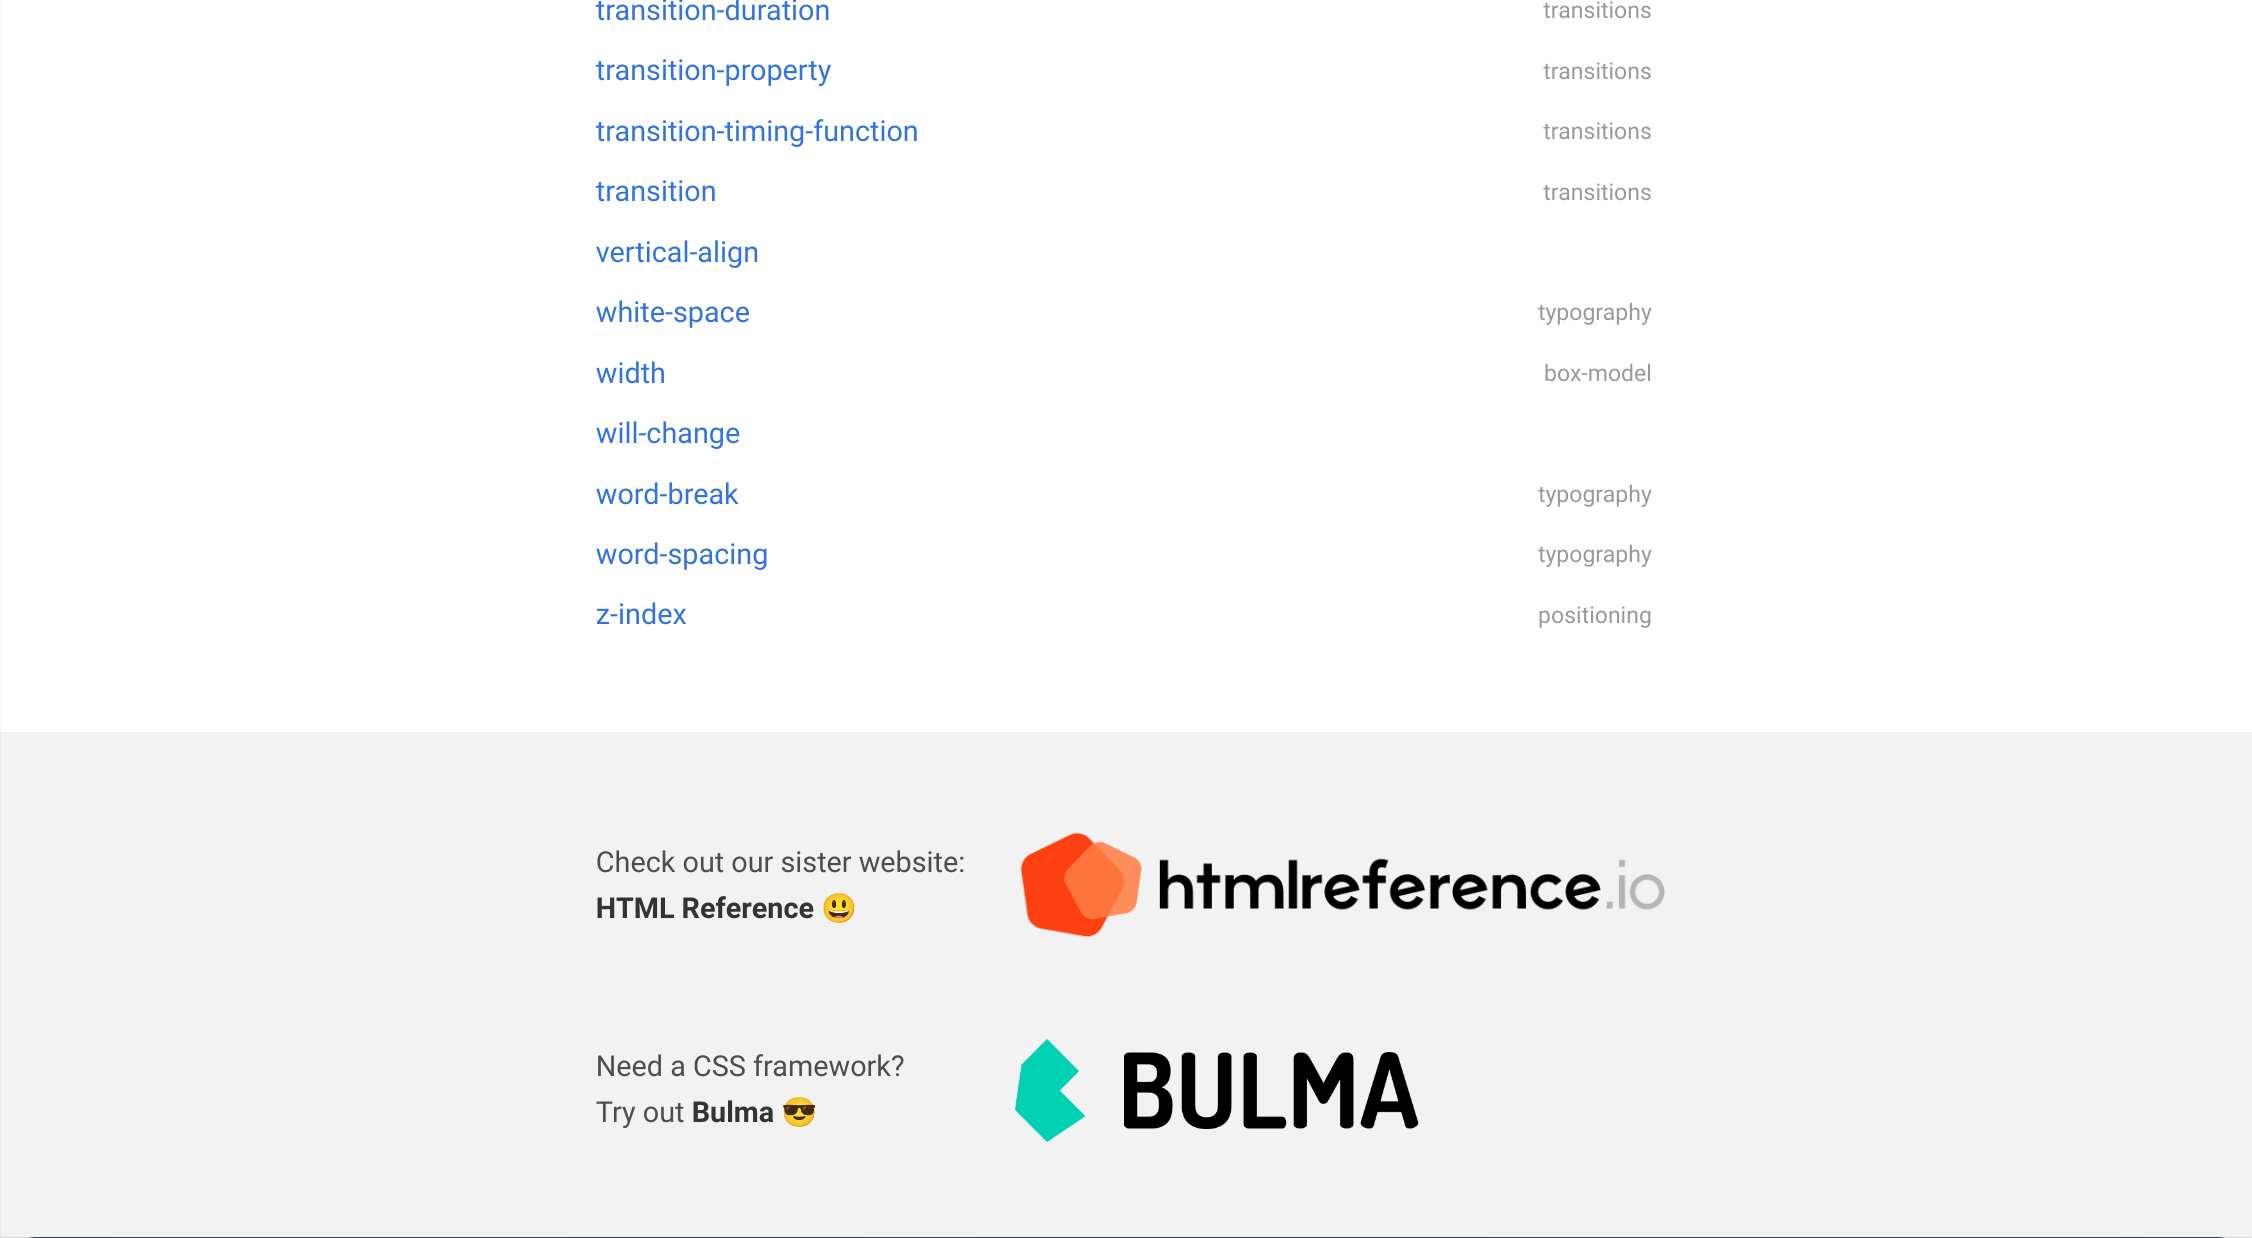 transition-duration transitions
transition-property transitions
transition-timing-function transitions
transition transitions
vertical-align
white-space typography
width box-model
will-change
word-break typography
word-spacing typography
z-index positioning
Check out our sister website:
HTML Reference 😃
htmlreference.io
Need a CSS framework?
Try out Bulma 😎
BULMA